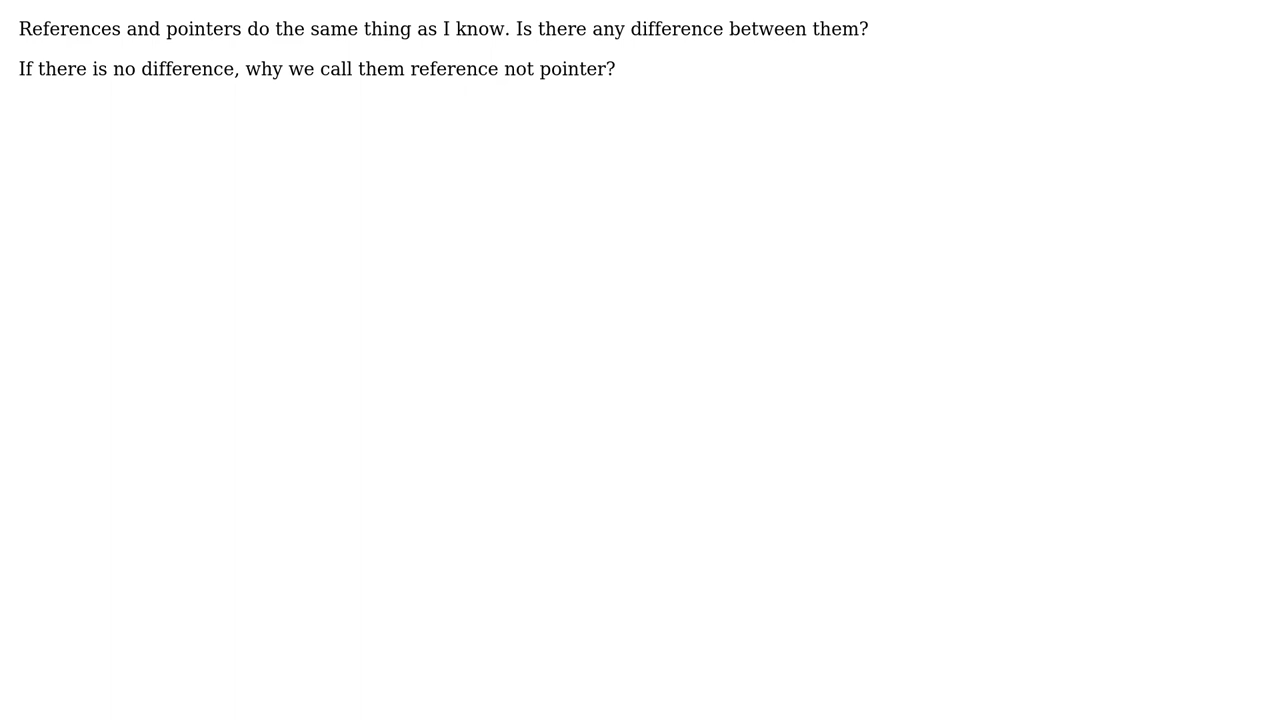 References and pointers do the same thing as I know. Is there any difference between them?
If there is no difference, why we call them reference not pointer?